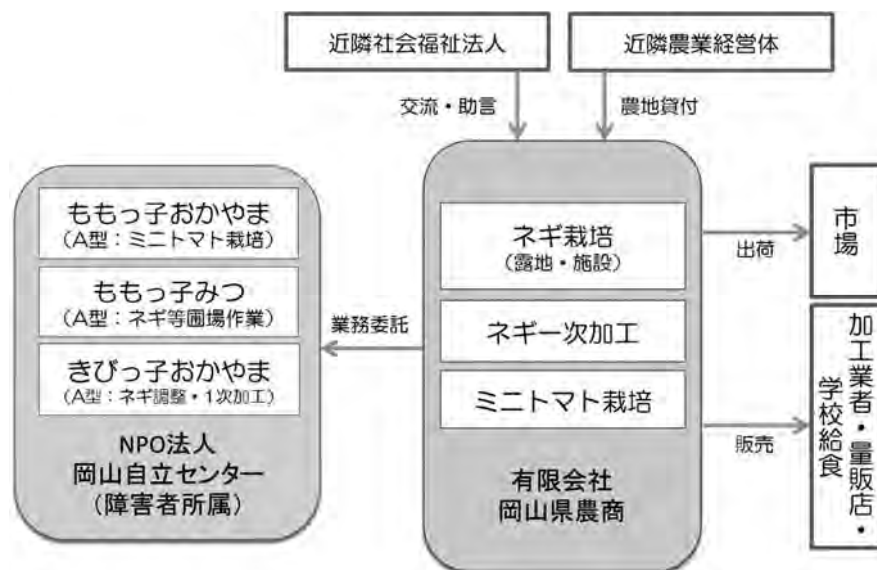 近隣社会福祉法人
近隣農業経営体
交流・助言
農地貸付
ももっ子おかやま
(A型：ミニトマト栽培)
ももっ子みつ
(A型：ネギ等圃場作業)
きびっ子おかやま
(A型：ネギ調整・1次加工)
NPO法人
岡山自立センター
(障害者所属)
業務委託
ネギ栽培
(露地・施設)
ネギ一次加工
ミニトマト栽培
有限会社
岡山県農商
出荷
市場
販売
加工業者・量販店・
学校給食